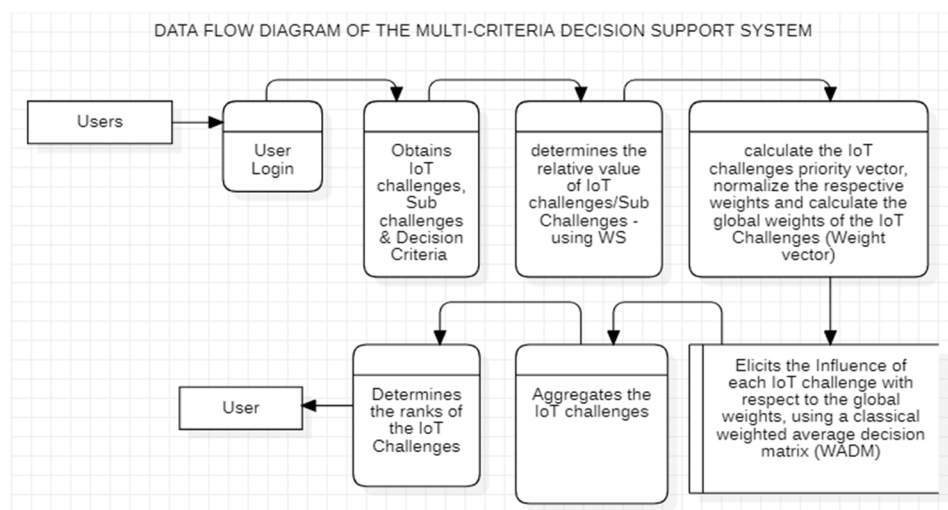 DATA FLOW DIAGRAM OF THE MULTI-CRITERIA DECISION SUPPORT SYSTEM
Users
User
Login
Obtains
IoT
challenges,
Sub
challenges
& Decision
Criteria
determines the
relative value
of IoT
challenges/Sub
Challenges -
using WS
calculate the IoT
challenges priority vector,
normalize the respective
weights and calculate the
global weights of the IoT
Challenges (Weight
vector)
Elicits the Influence of
each IoT challenge with
respect to the global
weights, using a classical
weighted average decision
matrix (WADM)
Aggregates the
IoT challenges
Determines
the ranks of
the IoT
Challenges
User